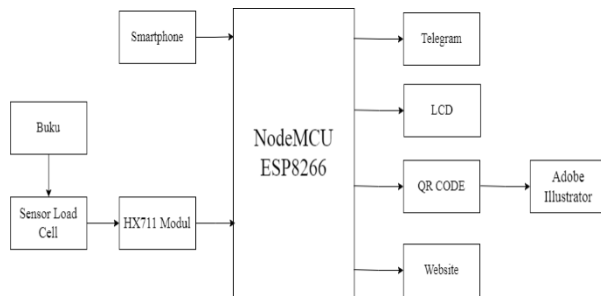 Smartphone
Telegram
Buku
LCD
NodeMCU
ESP8266
QR CODE
Adobe
Illustrator
Sensor Load
Cell
HX711 Modul
Website